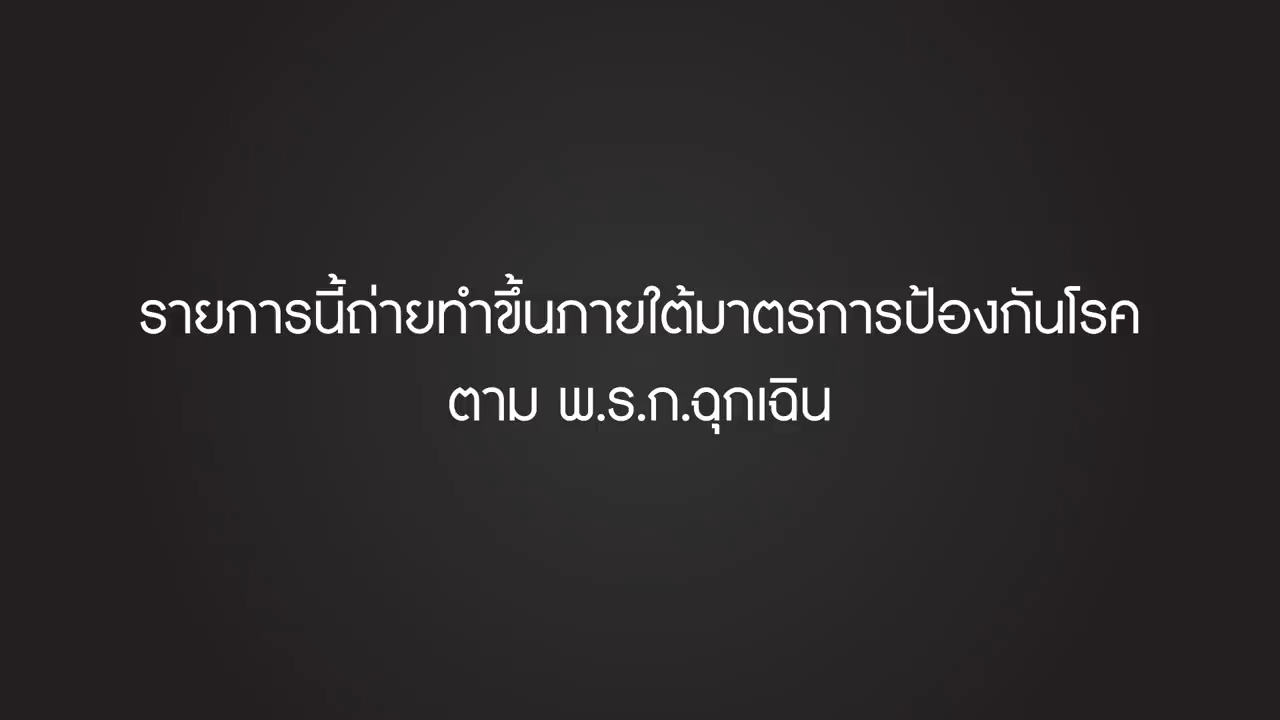 รายการนี้ถ่ายทำขึ้นภายใต้มาตรการป้องกันโรค
ตาม พ.ร.ก.ฉุกเฉิน